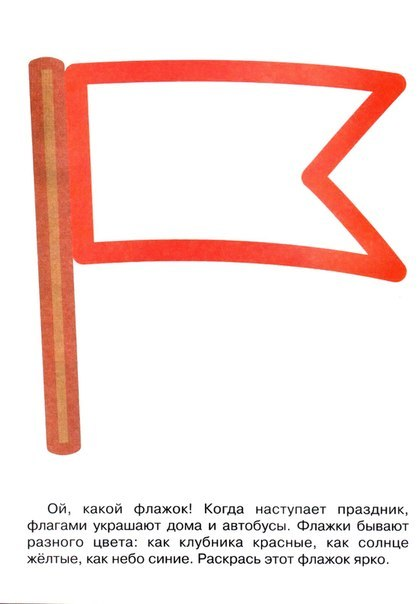 Ой, какой флажок! Когда наступает праздник,
флагами украшают дома и автобусы. Флажки бывают
разного цвета: как клубника красные, как солнце
жёлтые, как небо синие. Раскрась этот флажок ярко.